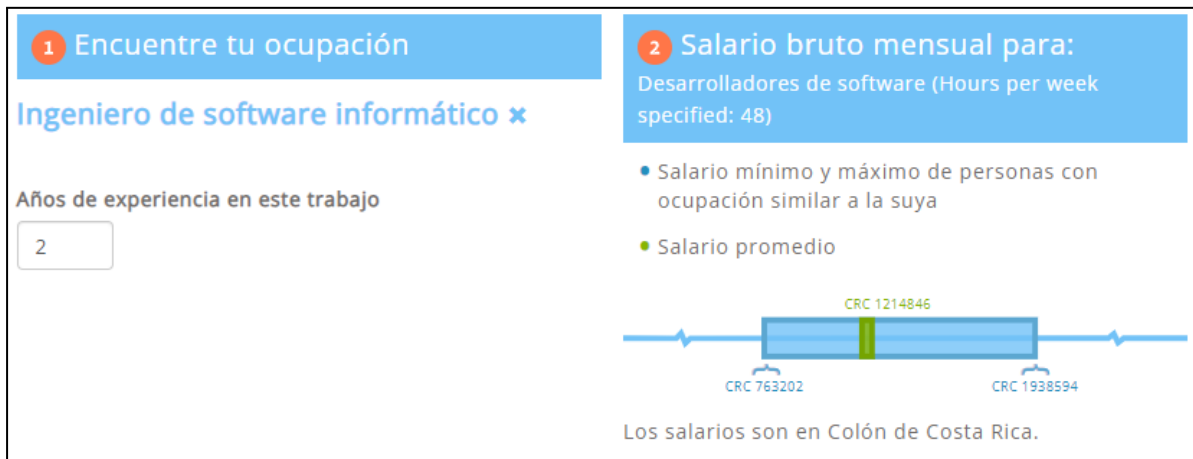 1 Encuentre tu ocupación
Ingeniero de software informático ×
Años de experiencia en este trabajo
2
2 Salario bruto mensual para:
Desarrolladores de software (Hours per week
specified: 48)
• Salario mínimo y máximo de personas con
ocupación similar a la suya
• Salario promedio
CRC 1214846
CRC 763202
CRC 1938594
Los salarios son en Colón de Costa Rica.